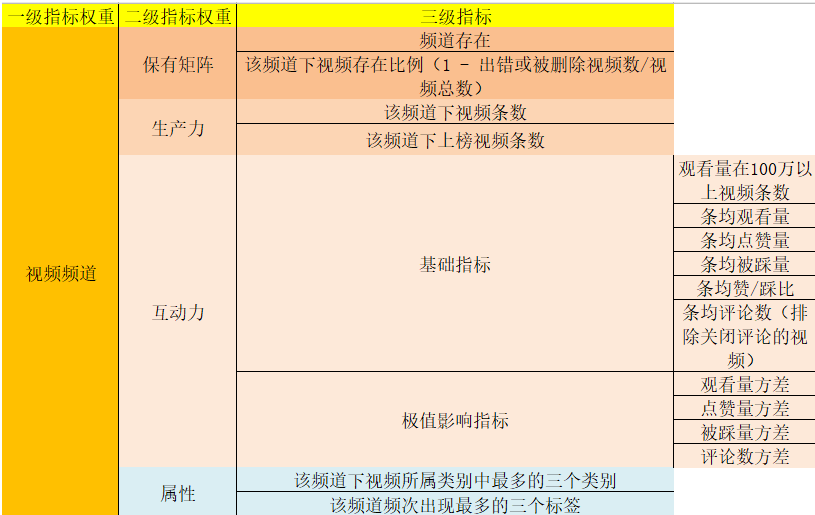 一级指标权重 二级指标权重 三级指标
视频频道
保有矩阵
频道存在
该频道下视频存在比例（1 - 出错或被删除视频数/视
频总数）
生产力
该频道下视频条数
该频道下上榜视频条数
互动力
基础指标
观看量在100万以
上视频条数
条均观看量
条均点赞量
条均被踩量
条均赞/踩比
条均评论数（排
除关闭评论的视
频）
极值影响指标
观看量方差
点赞量方差
被踩量方差
评论数方差
属性
该频道下视频所属类别中最多的三个类别
该频道频次出现最多的三个标签